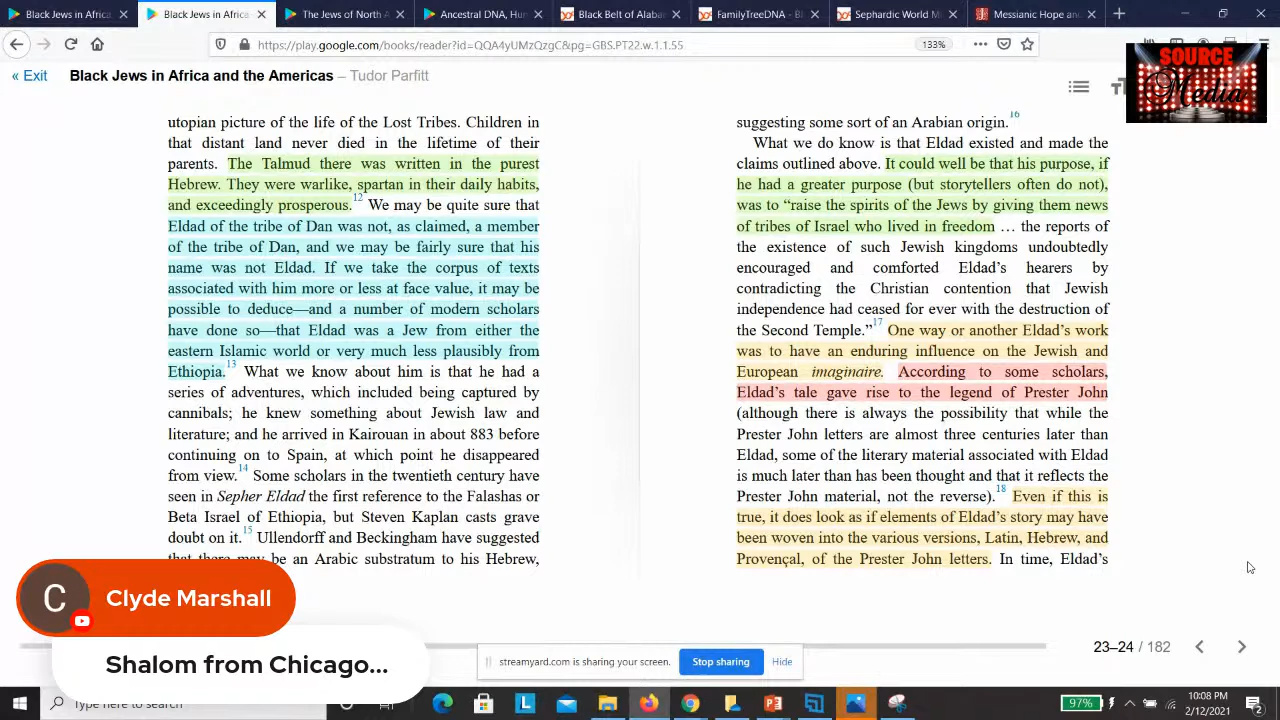 Black Jews in Africa
Black Jews in Africa and
The Jews of North A
Ancestral DNA, Hum
Black Belt of Alabam
FamilyTreeDNA -
Sephardic World M
Messianic Hope and
https://play.google.com/books/reader?id=QQA4yUMzQzgC&pg=GBS.PT22.w.1.1.55
133%
« Exit
Black Jews in Africa and the Americas – Tudor Parfitt
SOURCE
Media
utopian picture of the life of the Lost Tribes. Children in
that distant land never died in the lifetime of their
parents. The Talmud there was written in the purest
Hebrew. They were warlike, spartan in their daily habits,
and exceedingly prosperous.12 We may be quite sure that
Eldad of the tribe of Dan was not, as claimed, a member
of the tribe of Dan, and we may be fairly sure that his
name was not Eldad. If we take the corpus of texts
associated with him more or less at face value, it may be
possible to deduce—and a number of modern scholars
have done so—that Eldad was a Jew from either the
eastern Islamic world or very much less plausibly from
Ethiopia.13 What we know about him is that he had a
series of adventures, which included being captured by
cannibals; he knew something about Jewish law and
literature; and he arrived in Kairouan in about 883 before
continuing on to Spain, at which point he disappeared
from view.14 Some scholars in the twentieth century have
seen in Sepher Eldad the first reference to the Falashas or
Beta Israel of Ethiopia, but Steven Kaplan casts grave
doubt on it.15 Ullendorff and Beckingham have suggested
that there may be an Arabic substratum to his Hebrew,
suggesting some sort of an Arabian origin.16
What we do know is that Eldad existed and made the
claims outlined above. It could well be that his purpose, if
he had a greater purpose (but storytellers often do not),
was to “raise the spirits of the Jews by giving them news
of tribes of Israel who lived in freedom … the reports of
the existence of such Jewish kingdoms undoubtedly
encouraged and comforted Eldad’s hearers by
contradicting the Christian contention that Jewish
independence had ceased for ever with the destruction of
the Second Temple.”17 One way or another Eldad’s work
was to have an enduring influence on the Jewish and
European imaginaire. According to some scholars,
Eldad’s tale gave rise to the legend of Prester John
(although there is always the possibility that while the
Prester John letters are almost three centuries later than
Eldad, some of the literary material associated with Eldad
is much later than has been thought and that it reflects the
Prester John material, not the reverse).18 Even if this is
true, it does look as if elements of Eldad’s story may have
been woven into the various versions, Latin, Hebrew, and
Provençal, of the Prester John letters. In time, Eldad’s
C
Clyde Marshall
Shalom from Chicago...
23–24 / 182
streamyard.com is sharing your screen.
Stop sharing
Hide
Type here to search
97%
10:08 PM
2/12/2021
2